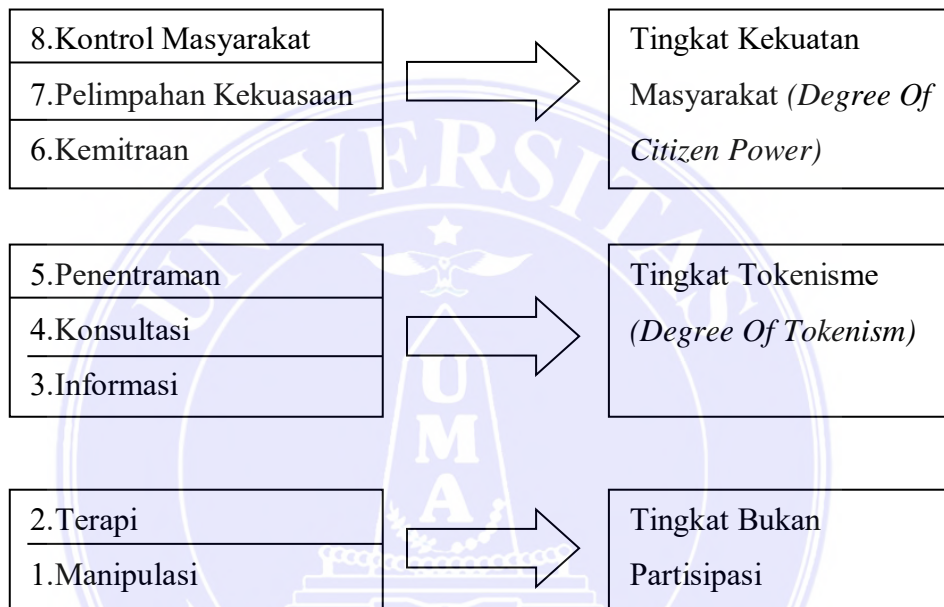 8.Kontrol Masyarakat
7.Pelimpahan Kekuasaan
6.Kemitraan
Tingkat Kekuatan
Masyarakat (Degree Of
Citizen Power)
5.Penentraman
4.Konsultasi
3.Informasi
Tingkat Tokenisme
(Degree Of Tokenism)
2.Terapi
1.Manipulasi
Tingkat Bukan
Partisipasi
UNIVERSITAS
U
M
A